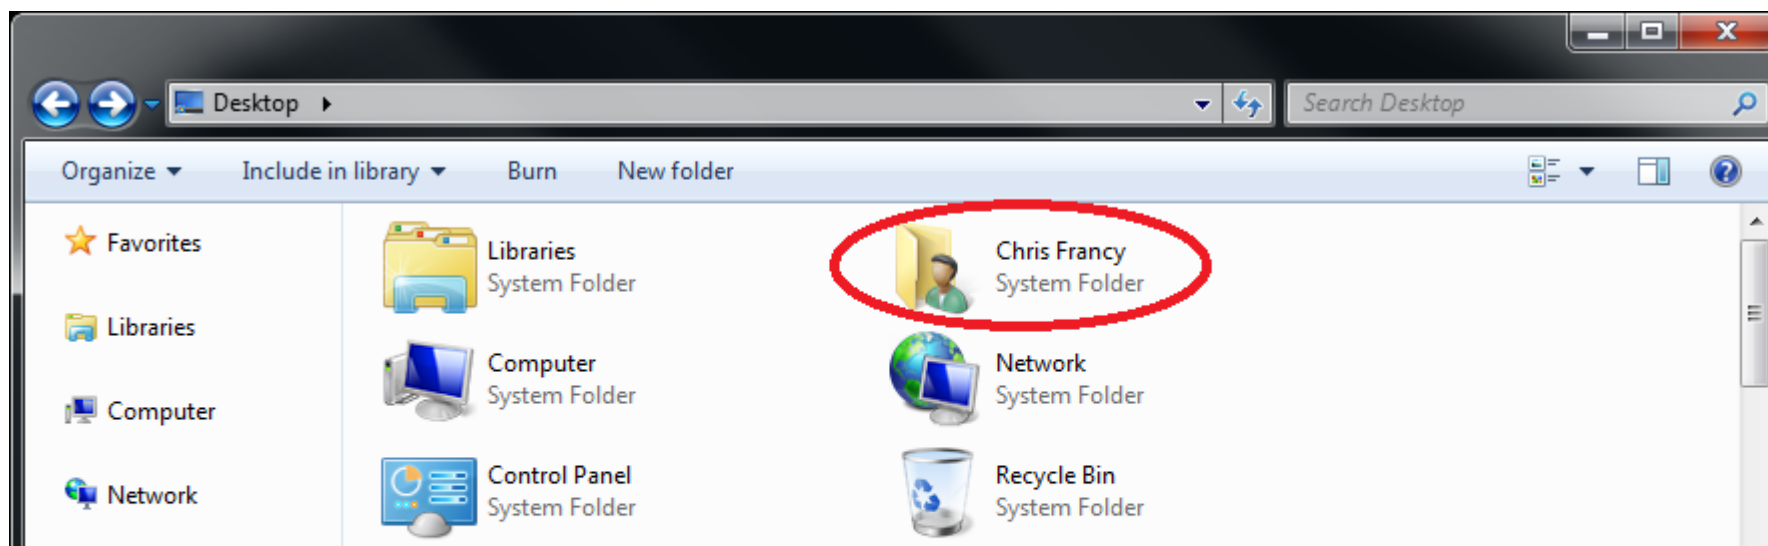 Desktop
Search Desktop
Organize
Include in library
Burn
New folder
Favorites
Libraries
Computer
Network
Libraries
System Folder
Chris Francy
System Folder
Computer
System Folder
Network
System Folder
Control Panel
System Folder
Recycle Bin
System Folder